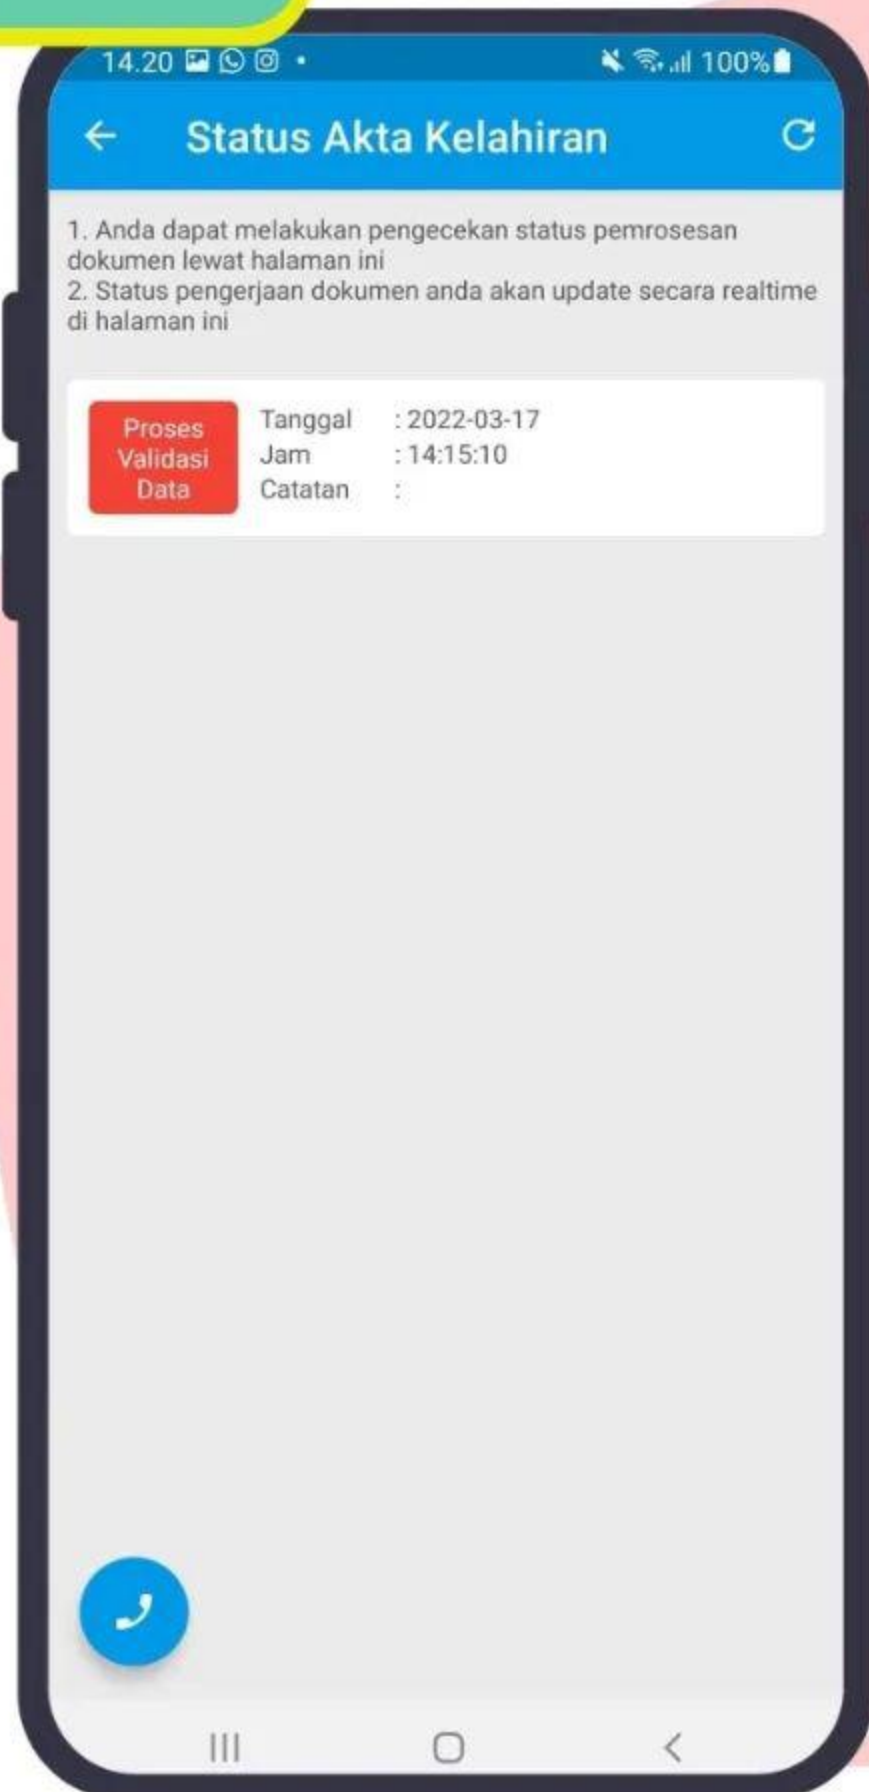 14.20 100%
Status Akta Kelahiran
1. Anda dapat melakukan pengecekan status pemrosesan
dokumen lewat halaman ini
2. Status pengerjaan dokumen anda akan update secara realtime
di halaman ini
Proses
Validasi
Data
Tanggal : 2022-03-17
Jam : 14:15:10
Catatan :